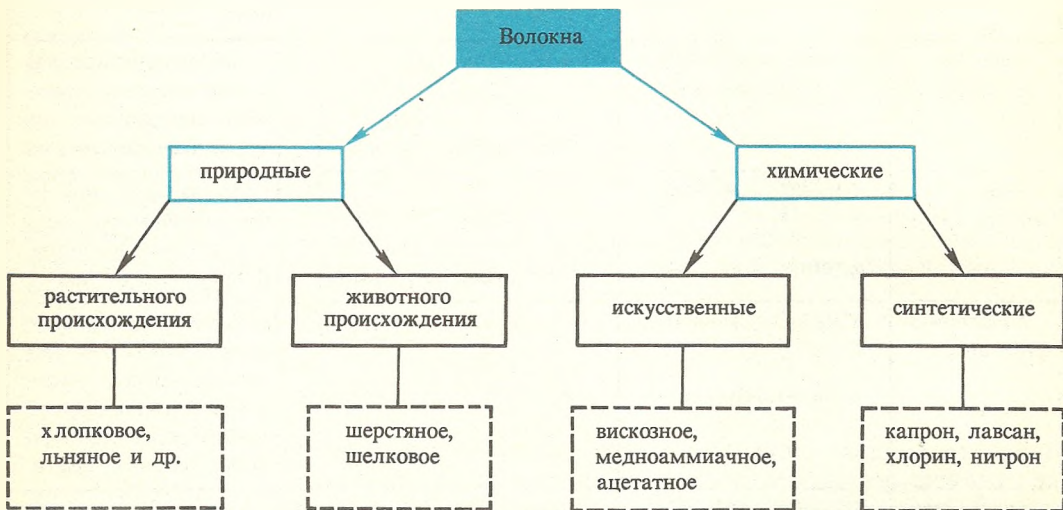 Волокна
природные
химические
растительного
происхождения
животного
происхождения
искусственные
синтетические
хлопковое,
льняное и др.
шерстяное,
шелковое
вискозное,
медноаммиачное,
ацетатное
капрон, лавсан,
хлорин, нитрон